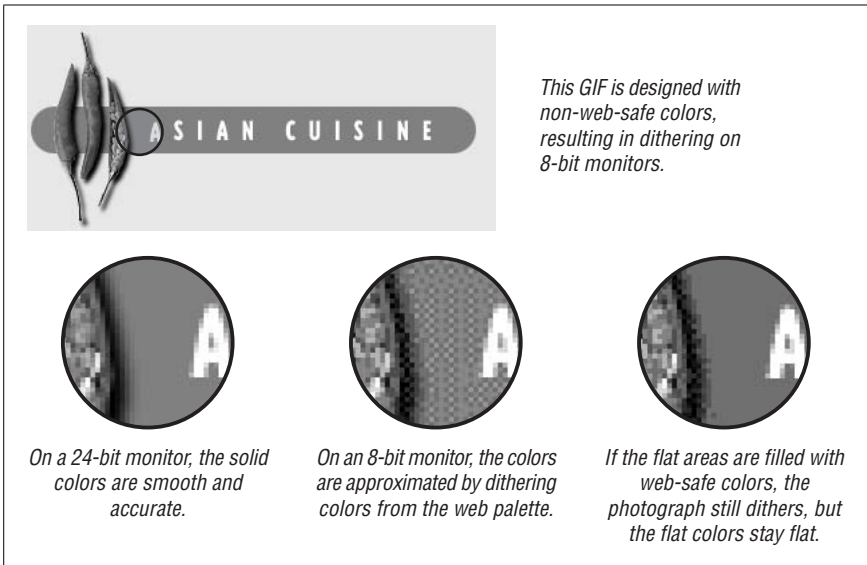 ASIAN CUISINE
This GIF is designed with
non-web-safe colors,
resulting in dithering on
8-bit monitors.
A
A
A
On a 24-bit monitor, the solid
colors are smooth and
accurate.
On an 8-bit monitor, the colors
are approximated by dithering
colors from the web palette.
If the flat areas are filled with
web-safe colors, the
photograph still dithers, but
the flat colors stay flat.